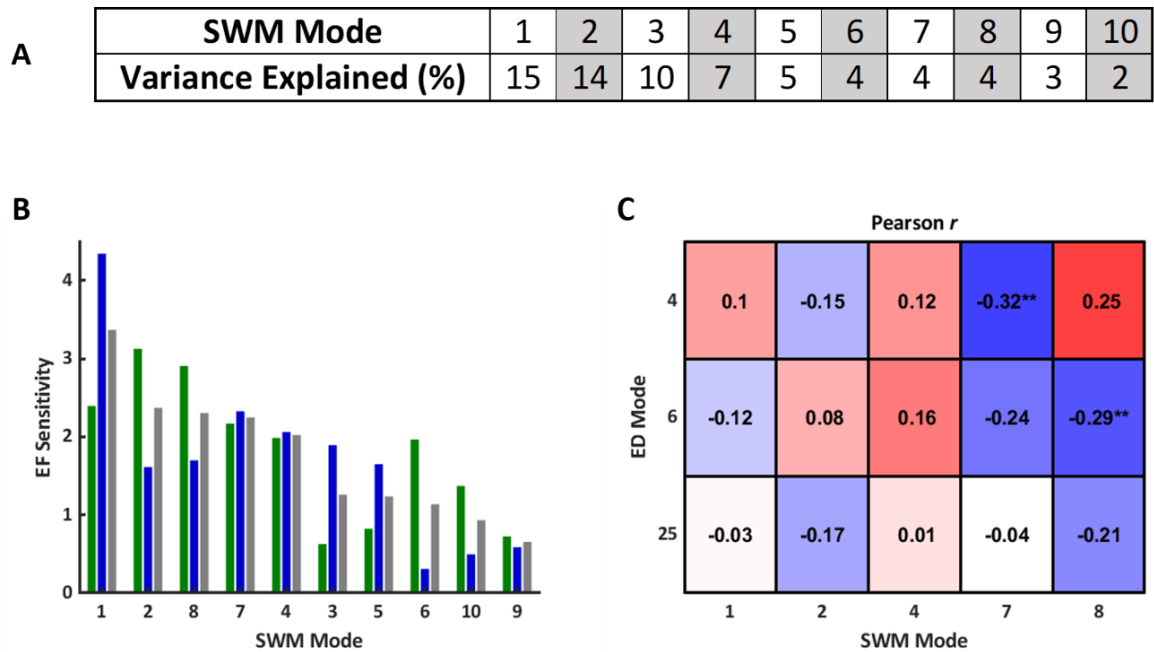 A
SWM Mode 1 2 3 4 5 6 7 8 9 10
Variance Explained (%) 15 14 10 7 5 4 4 4 3 2
B
EF Sensitivity
4
3
2
1
0
1 2 8 7 4 3 5 6 10 9
SWM Mode
C
Pearson r
ED Mode
4 0.1 -0.15 0.12 -0.32** 0.25
6 -0.12 0.08 0.16 -0.24 -0.29**
25 -0.03 -0.17 0.01 -0.04 -0.21
1 2 4 7 8
SWM Mode